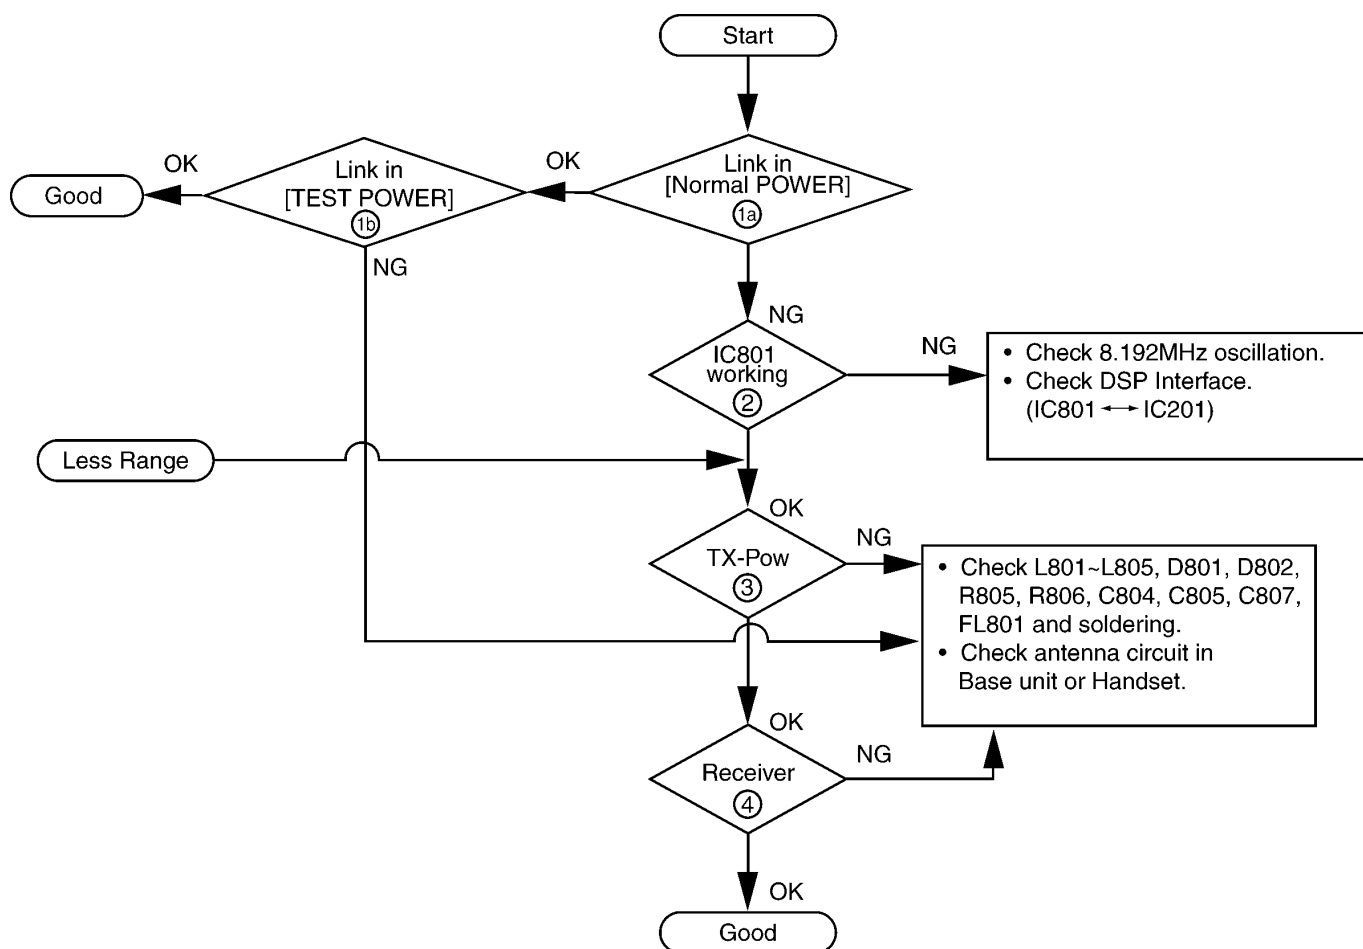 Start
Link in
[Normal POWER]
1a
OK
Link in
[TEST POWER]
1b
OK
Good
NG
NG
IC801
working
2
NG
• Check 8.192MHz oscillation.
• Check DSP Interface.
(IC801 ↔ IC201)
Less Range
OK
TX-Pow
3
NG
• Check L801~L805, D801, D802,
R805, R806, C804, C805, C807,
FL801 and soldering.
• Check antenna circuit in
Base unit or Handset.
OK
Receiver
4
NG
OK
Good